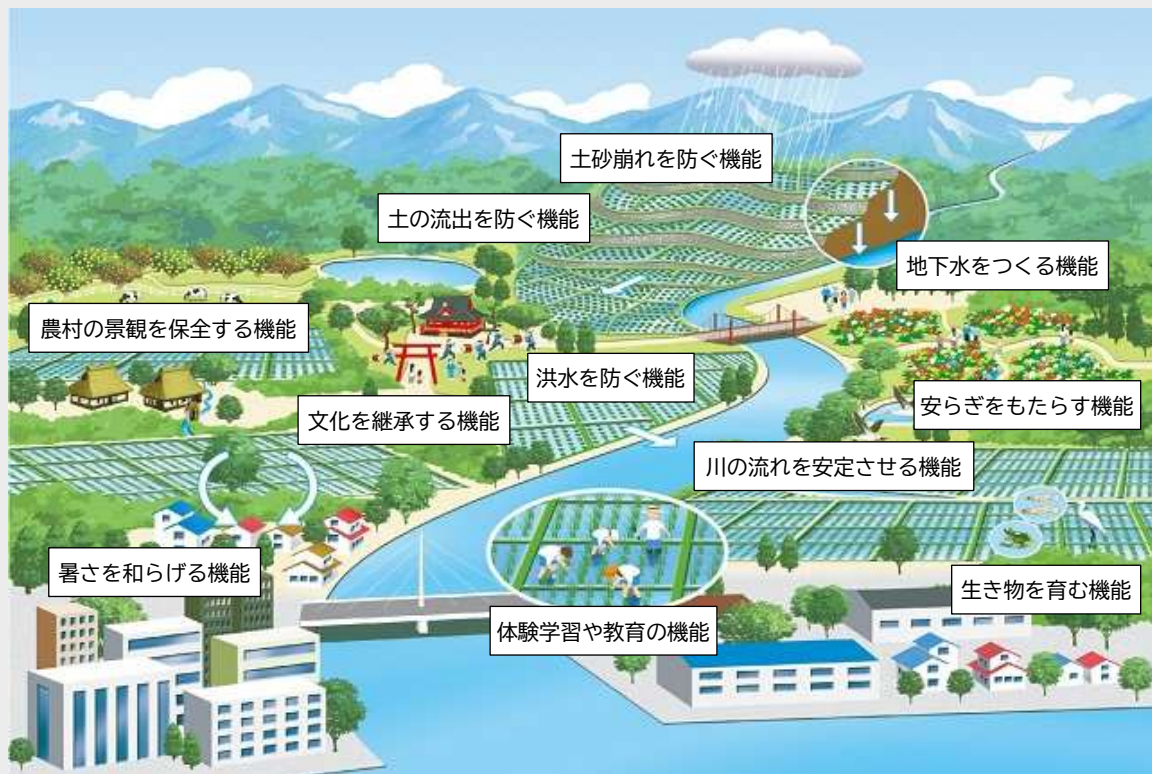 土砂崩れを防ぐ機能
土の流出を防ぐ機能
地下水をつくる機能
農村の景観を保全する機能
洪水を防ぐ機能
安らぎをもたらす機能
文化を継承する機能
川の流れを安定させる機能
暑さを和らげる機能
生き物を育む機能
体験学習や教育の機能